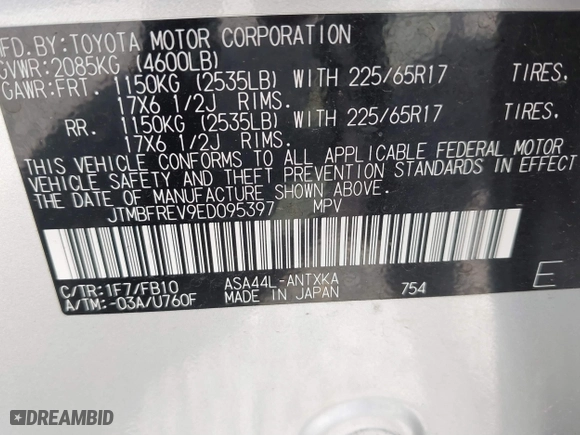 MFD.BY:TOYOTA MOTOR CORPORATION
GVWR:2085KG (4600LB)
GAWR:FRT. 1150KG (2535LB) WITH 225/65R17 TIRES.
17X6 1/2J RIMS.
RR. 1150KG (2535LB) WITH 225/65R17 TIRES.
17X6 1/2J RIMS.
THIS VEHICLE CONFORMS TO ALL APPLICABLE FEDERAL MOTOR
VEHICLE SAFETY AND THEFT PREVENTION STANDARDS IN EFFECT ON
THE DATE OF MANUFACTURE SHOWN ABOVE.
JTMBFREV9ED095397 MPV
C/TR:1F7/FB10 ASA44L-ANTXKA 754 E
A/TM:-03A/U760F MADE IN JAPAN
DREAMBID